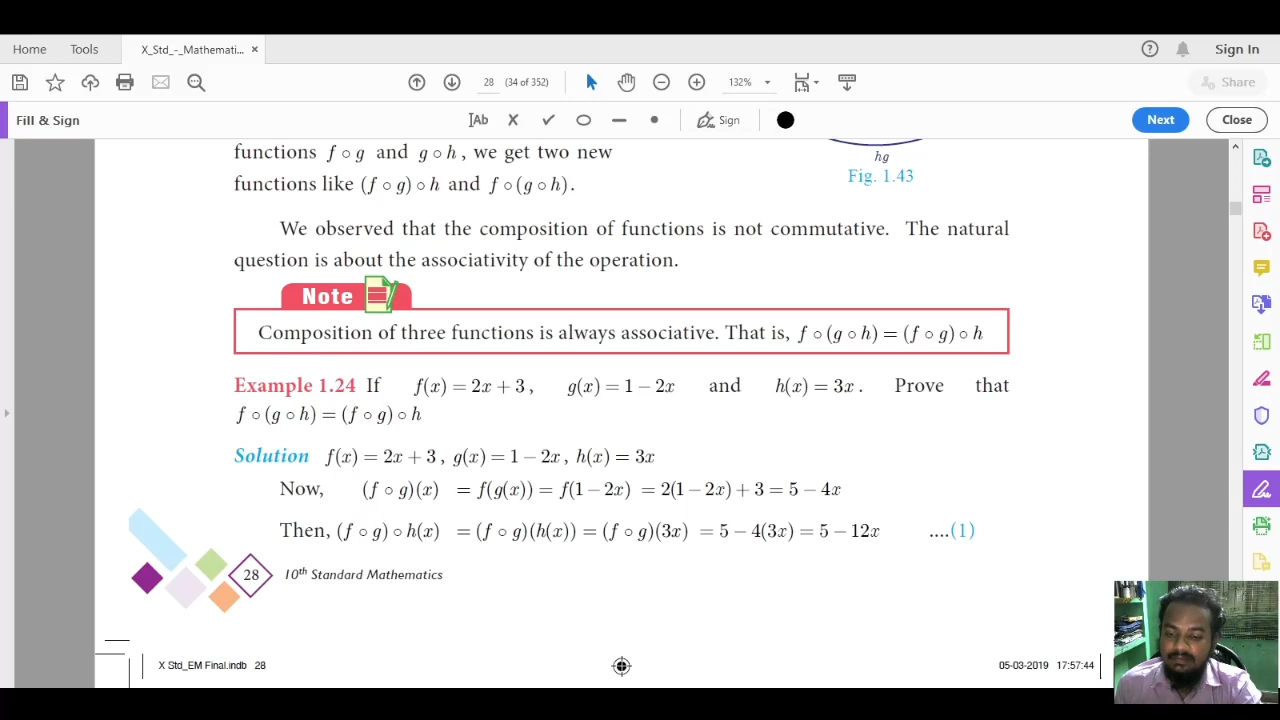 Home Tools X_Std_-_Mathemati... × Sign In
28 (34 of 352) 132% Share
Fill & Sign Ab Sign Next Close
functions f ∘ g and g ∘ h, we get two new
hg
functions like (f ∘ g) ∘ h and f ∘ (g ∘ h).
Fig. 1.43
We observed that the composition of functions is not commutative. The natural
question is about the associativity of the operation.
Note
Composition of three functions is always associative. That is, f ∘ (g ∘ h) = (f ∘ g) ∘ h
Example 1.24 If f(x) = 2x + 3, g(x) = 1 − 2x and h(x) = 3x. Prove that
f ∘ (g ∘ h) = (f ∘ g) ∘ h
Solution f(x) = 2x + 3, g(x) = 1 − 2x, h(x) = 3x
Now, (f ∘ g)(x) = f(g(x)) = f(1 − 2x) = 2(1 − 2x) + 3 = 5 − 4x
Then, (f ∘ g) ∘ h(x) = (f ∘ g)(h(x)) = (f ∘ g)(3x) = 5 − 4(3x) = 5 − 12x ....(1)
28 10th Standard Mathematics
X Std_EM Final.indb 28 05-03-2019 17:57:44